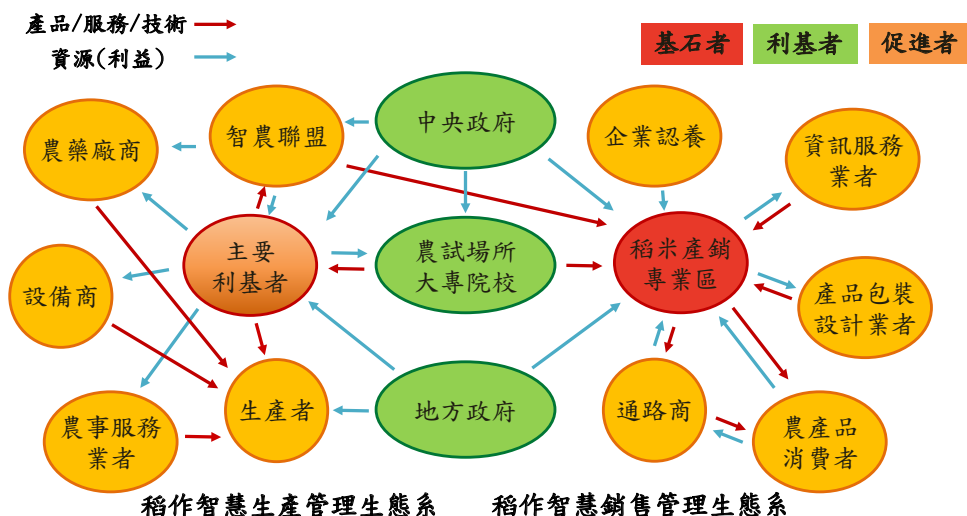 產品/服務/技術
資源(利益)
基石者
利基者
促進者
農藥廠商
智農聯盟
中央政府
企業認養
資訊服務
業者
主要
利基者
農試場所
大專院校
稻米產銷
專業區
設備商
產品包裝
設計業者
農事服務
業者
生產者
地方政府
通路商
農產品
消費者
稻作智慧生產管理生態系
稻作智慧銷售管理生態系